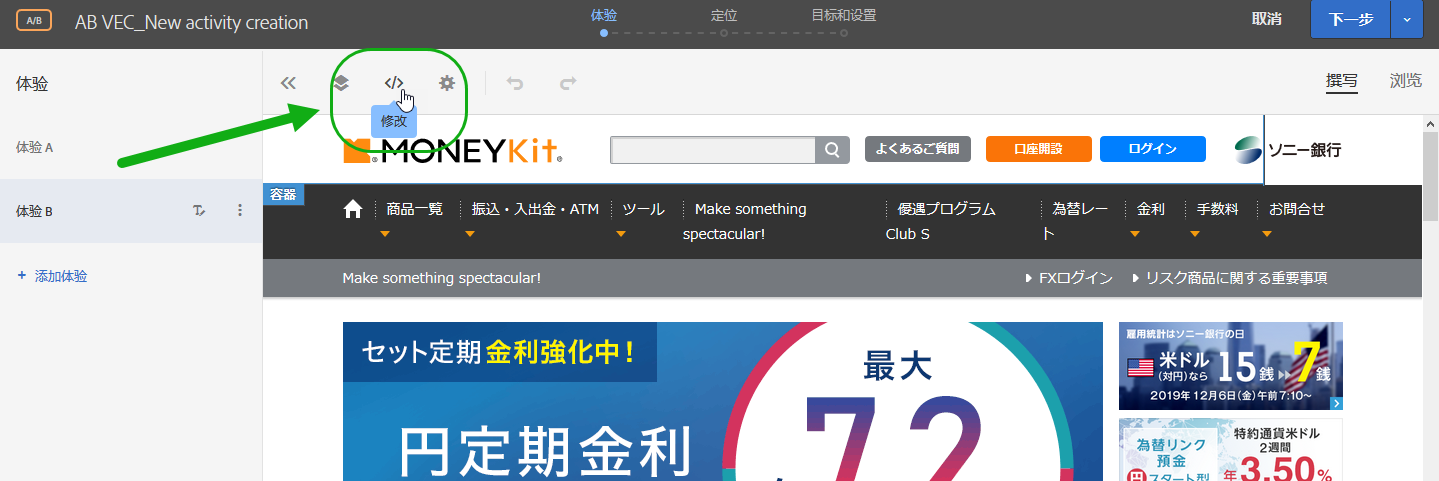 A/B AB VEC_New activity creation 体验 定位 目标和设置 取消 下一步
体验
撰写 浏览
修改
体验 A
MONEYKit よくあるご質問 口座開設 ログイン ソニー銀行
体验 B
容器
商品一覧 振込・入出金・ATM ツール Make something spectacular! 優遇プログラム Club S 為替レート 金利 手数料 お問合せ
+ 添加体验
Make something spectacular! FXログイン リスク商品に関する重要事項
セット定期 金利強化中!
円定期金利
最大
7.2
雇用統計はソニー銀行の日
米ドル (対円)なら 15銭 7銭
2019年12月6日(金)午前7:10~
為替リンク
預金
円スタート型
特約通貨米ドル
2週間
年3.50%